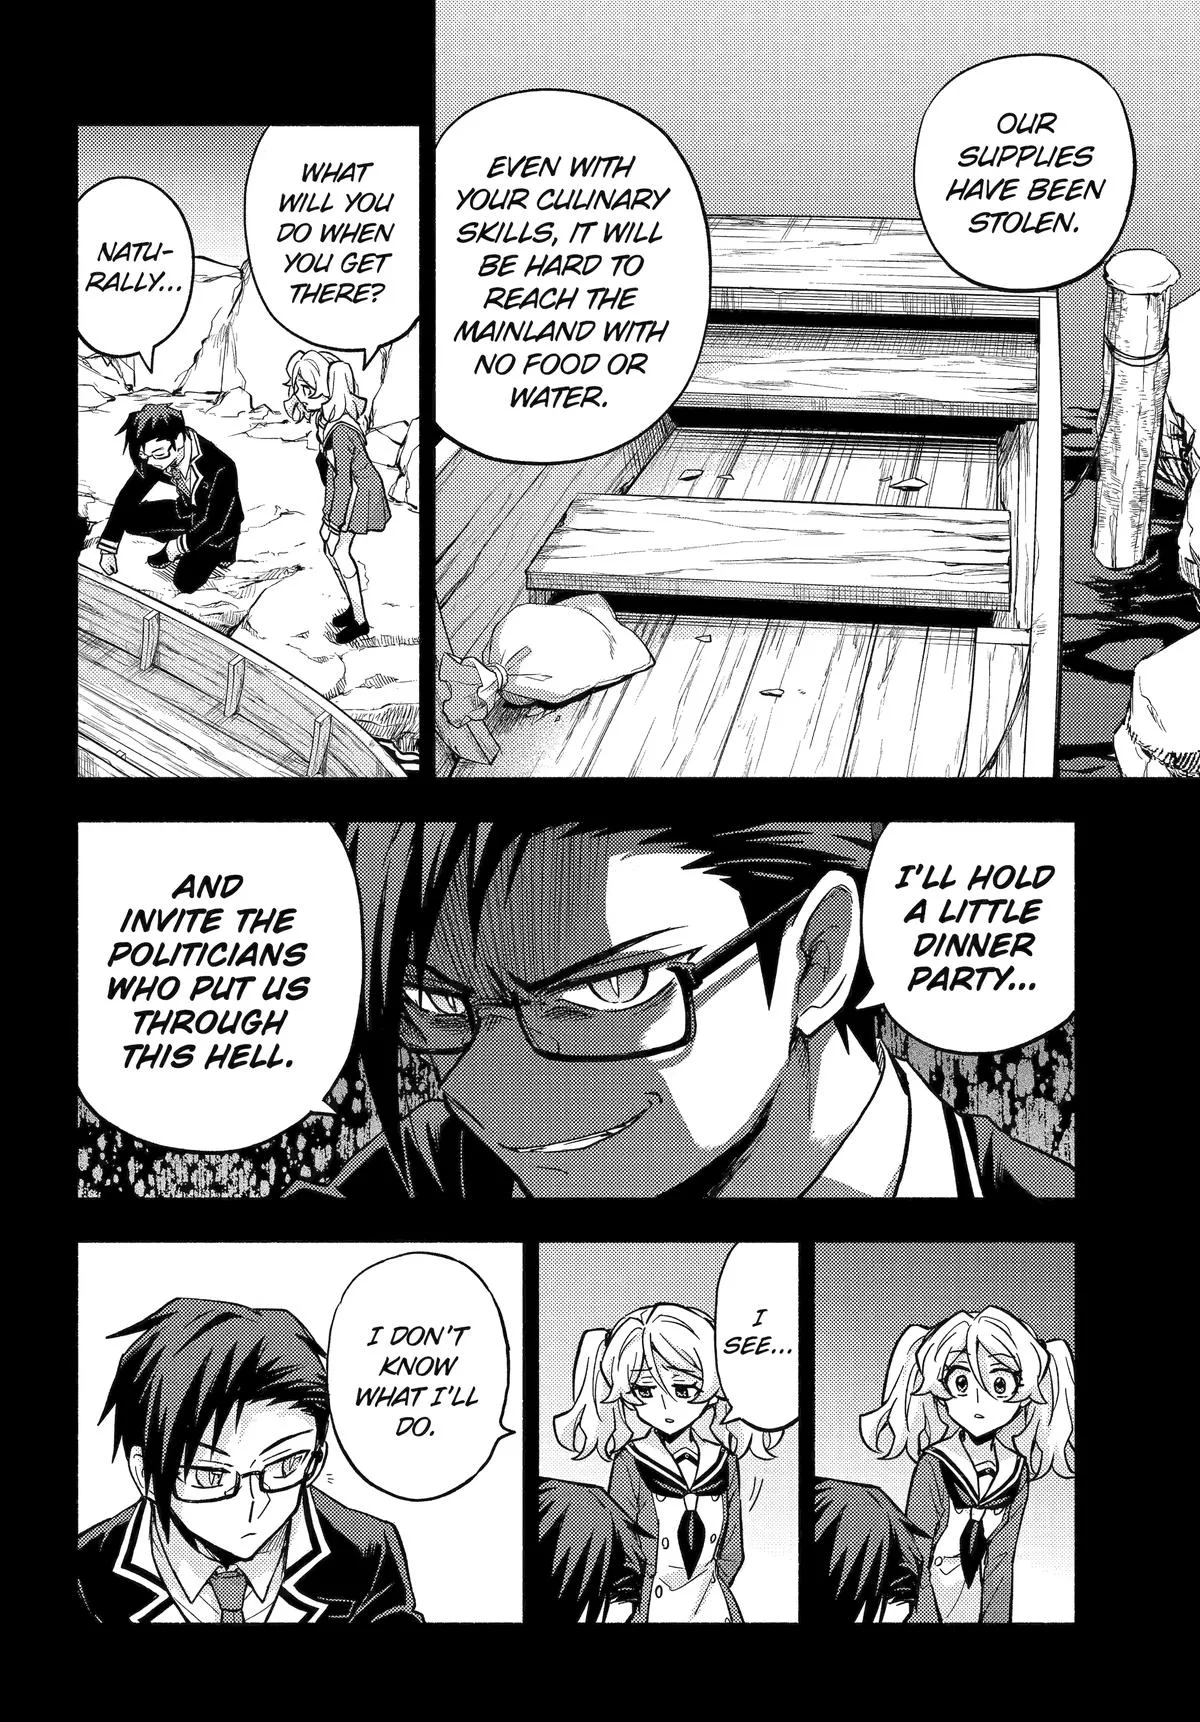 OUR
SUPPLIES
HAVE BEEN
STOLEN.
EVEN WITH
YOUR CULINARY
SKILLS, IT WILL
BE HARD TO
REACH THE
MAINLAND WITH
NO FOOD OR
WATER.
WHAT
WILL YOU
DO WHEN
YOU GET
THERE?
NATU-
RALLY...
I'LL HOLD
A LITTLE
DINNER
PARTY...
AND
INVITE THE
POLITICIANS
WHO PUT US
THROUGH
THIS HELL.
I
SEE...
I DON'T
KNOW
WHAT I'LL
DO.